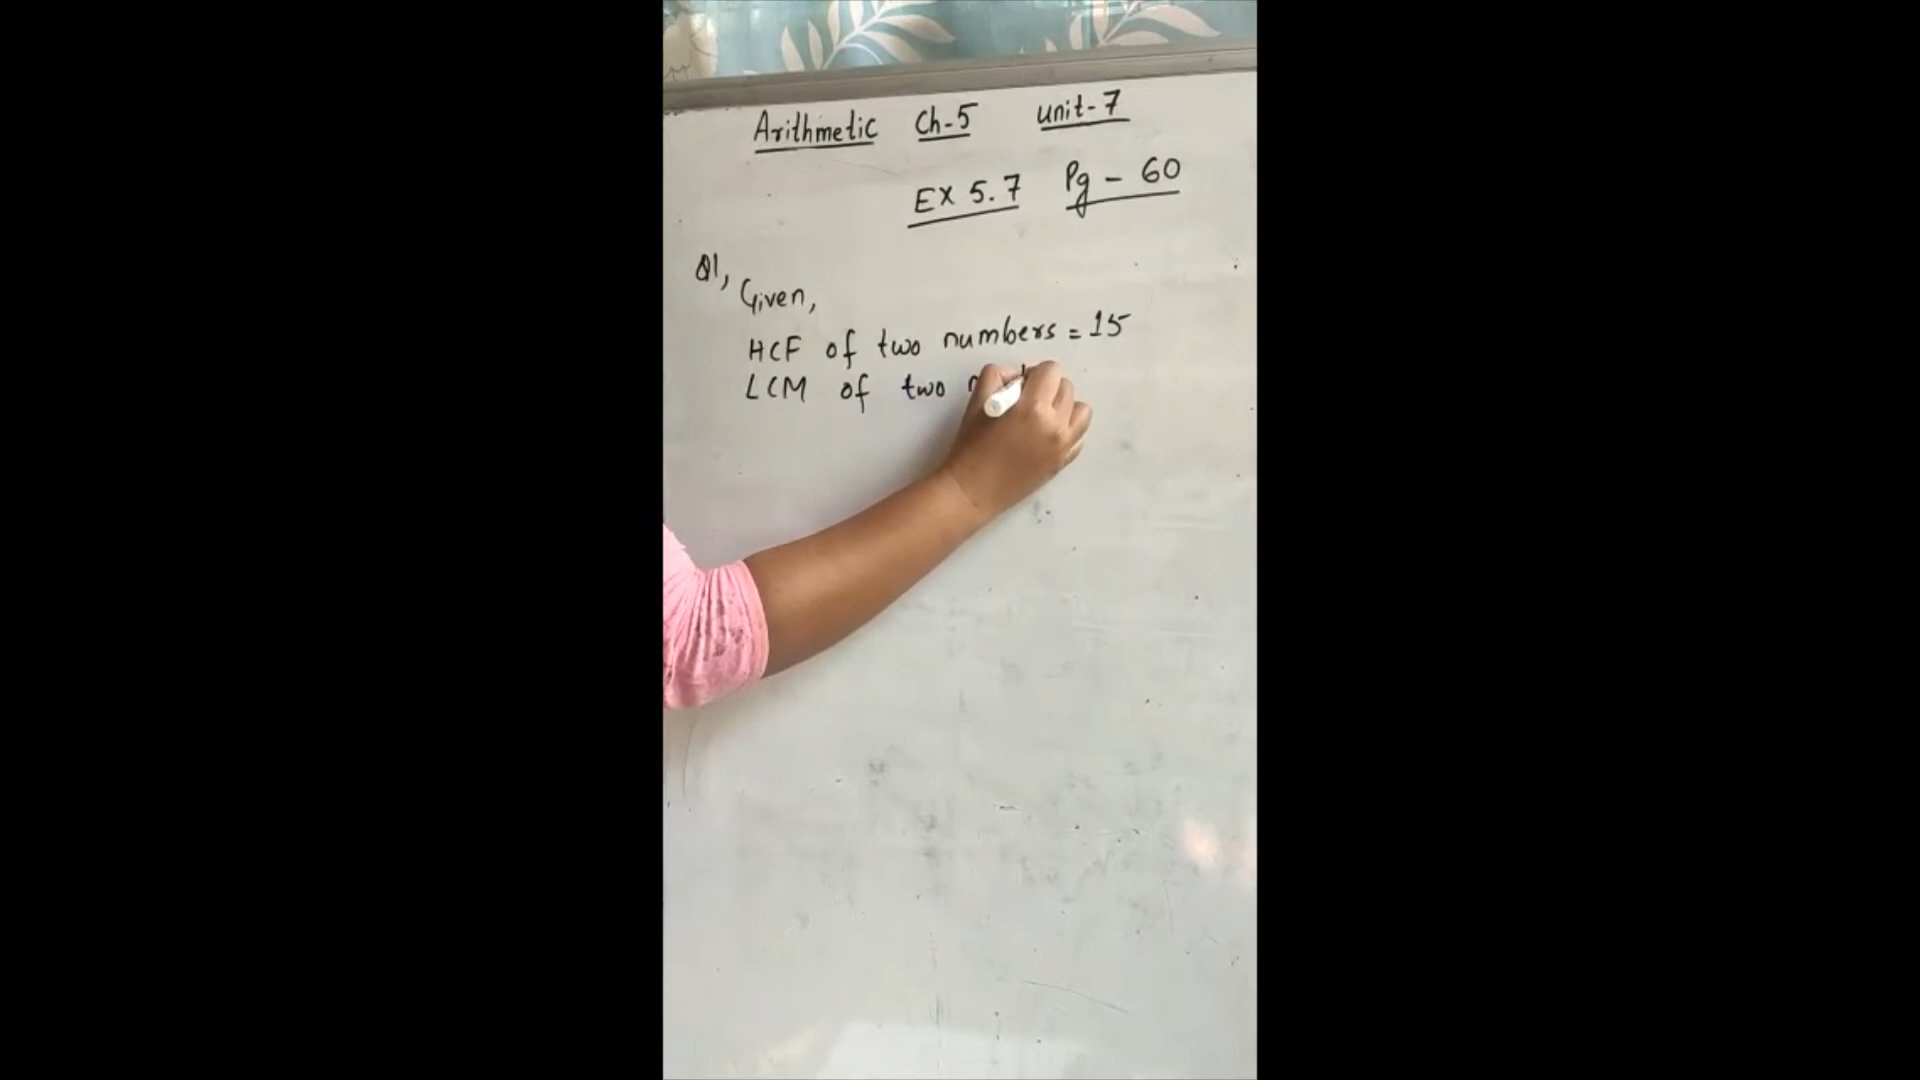 Arithmetic Ch-5 unit-7
EX 5.7 Pg - 60
Q1,
Given,
HCF of two numbers = 15
LCM of two